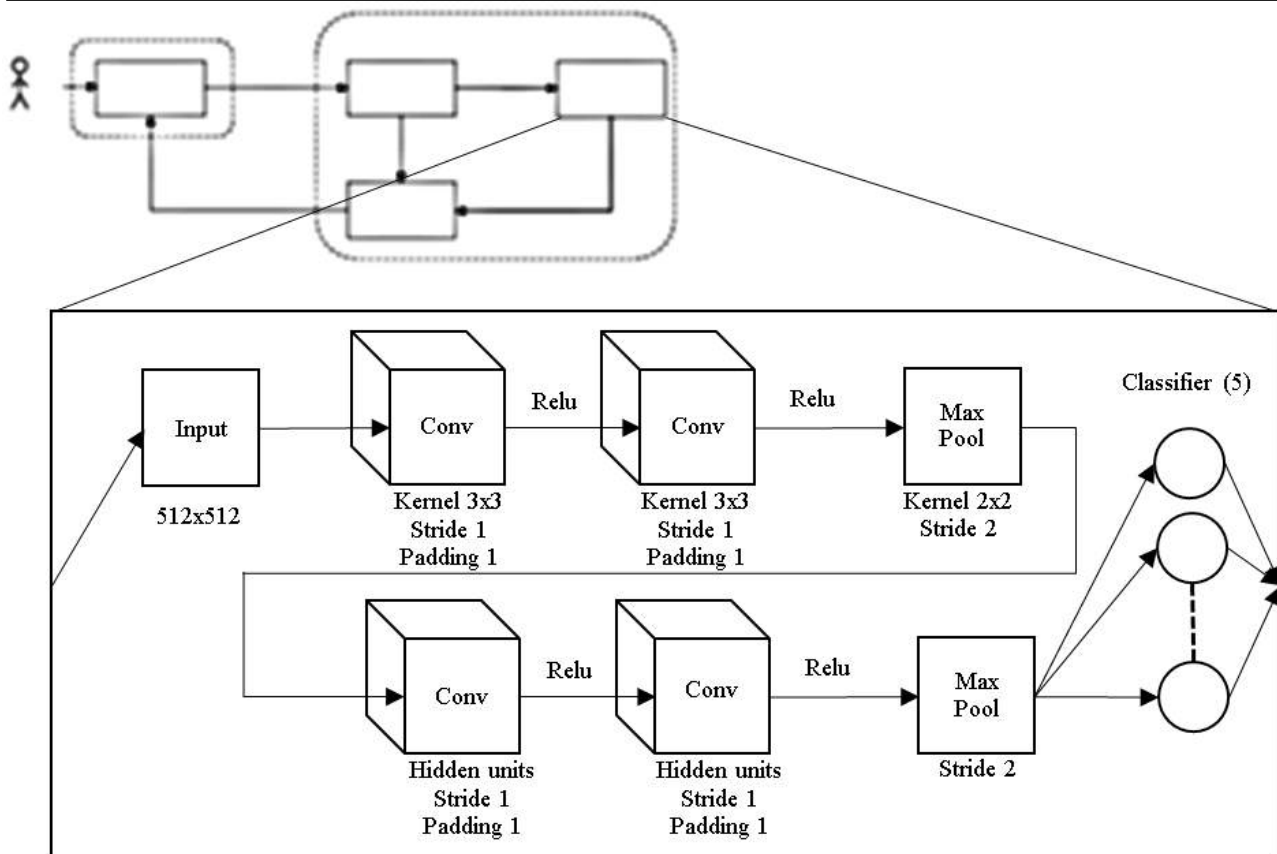 Classifier (5)
Input
512x512
Conv
Kernel 3x3
Stride 1
Padding 1
Relu
Conv
Kernel 3x3
Stride 1
Padding 1
Relu
Max
Pool
Kernel 2x2
Stride 2
Conv
Hidden units
Stride 1
Padding 1
Relu
Conv
Hidden units
Stride 1
Padding 1
Relu
Max
Pool
Stride 2